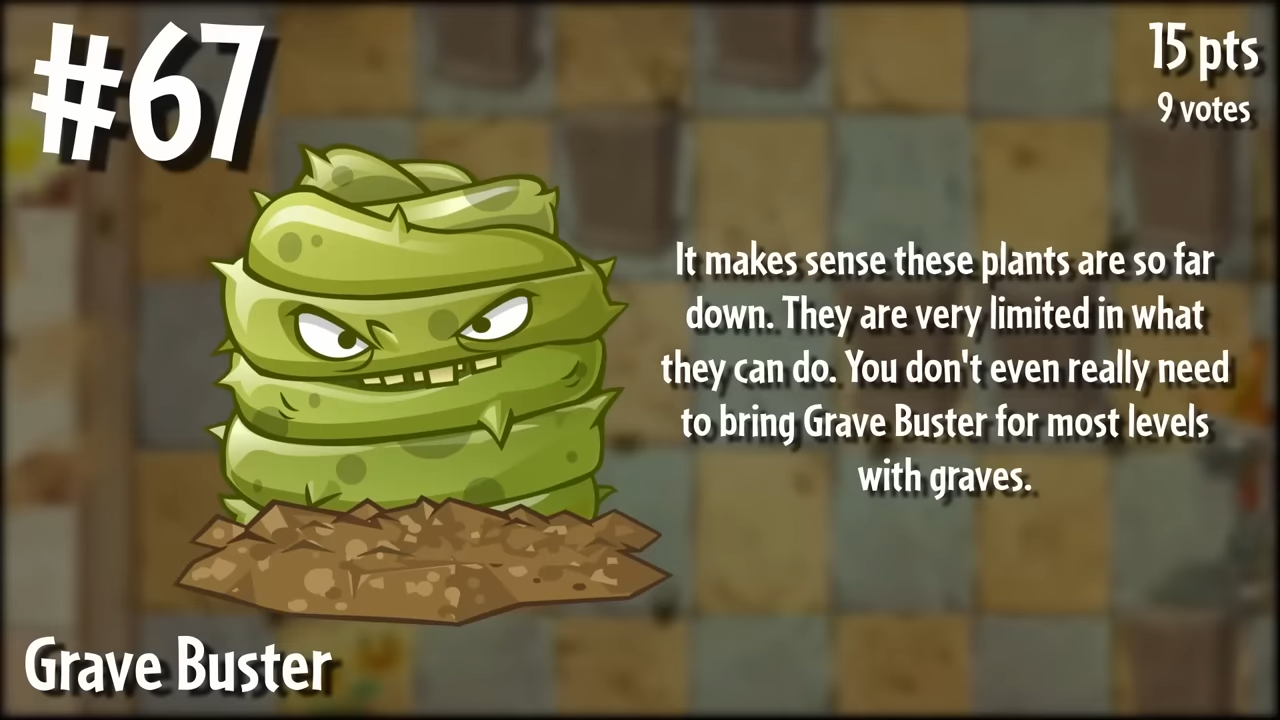 #67
15 pts
9 votes
It makes sense these plants are so far
down. They are very limited in what
they can do. You don't even really need
to bring Grave Buster for most levels
with graves.
Grave Buster